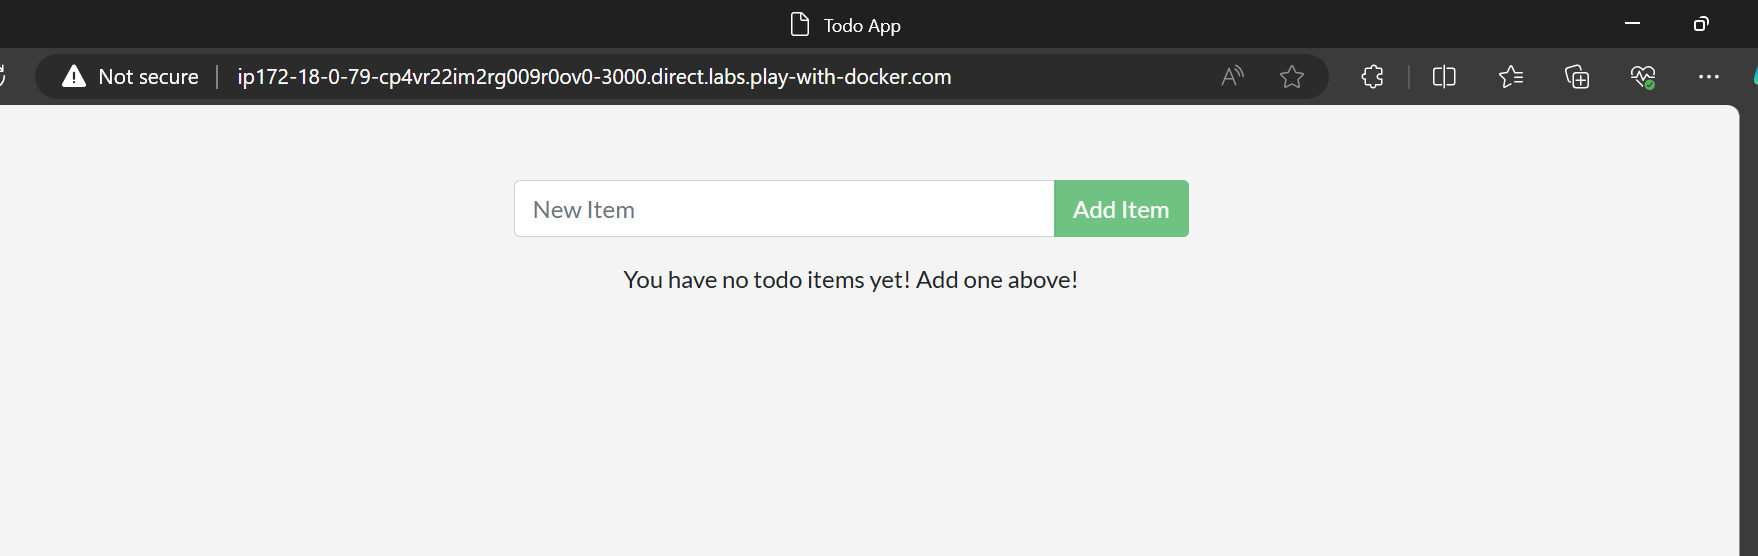 Todo App
Not secure
ip172-18-0-79-cp4vr22im2rg009r0ov0-3000.direct.labs.play-with-docker.com
New Item
Add Item
You have no todo items yet! Add one above!